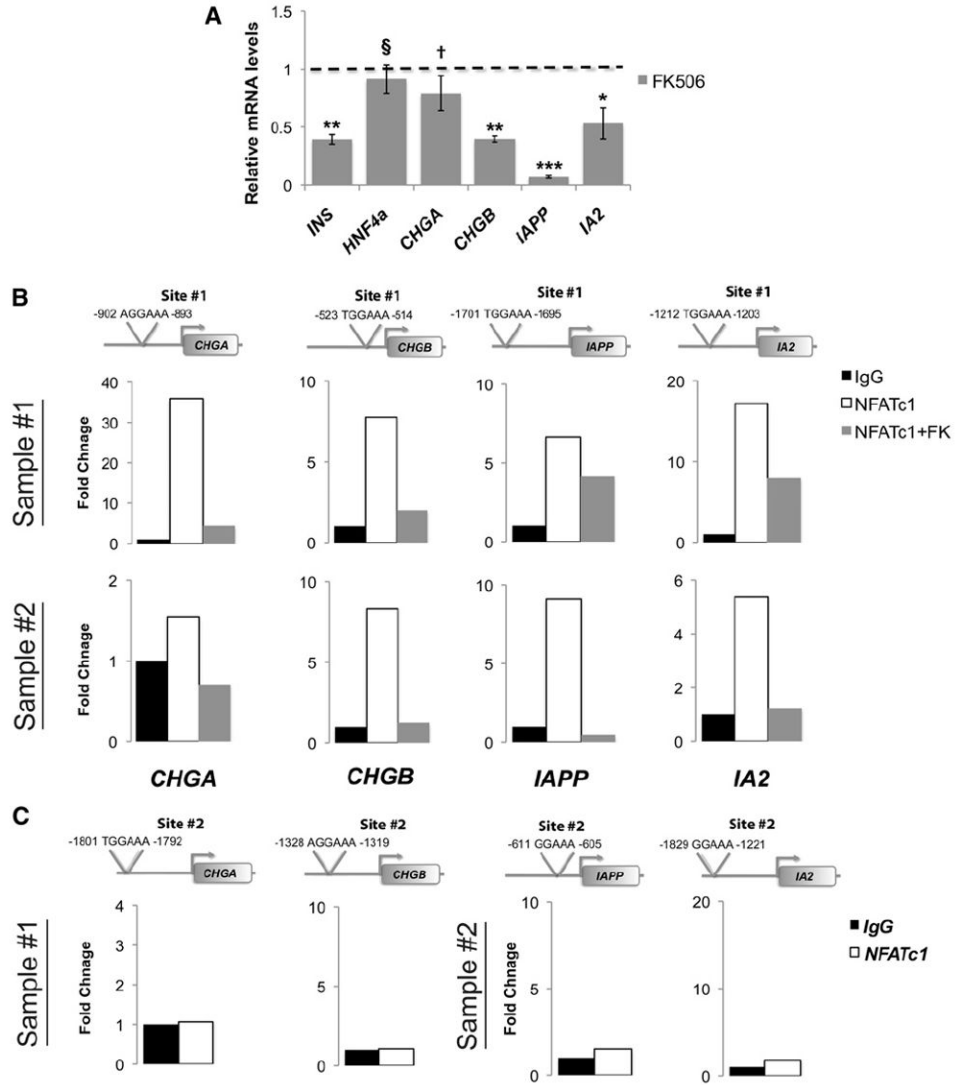 A
Relative mRNA levels
1.5
1
0.5
0
** § † ** *** *
FK506
INS HNF4a CHGA CHGB IAPP IA2
B
Site #1 Site #1 Site #1 Site #1
-902 AGGAAA -893 -523 TGGAAA -514 -1701 TGGAAA -1695 -1212 TGGAAA -1203
CHGA CHGB IAPP IA2
IgG
NFATc1
NFATc1+FK
Sample #1
Fold Chnage
40 30 20 10 0
10 5 0
10 5 0
20 10 0
Sample #2
Fold Chnage
2 1 0
10 5 0
10 5 0
6 4 2 0
CHGA CHGB IAPP IA2
C
Site #2 Site #2 Site #2 Site #2
-1801 TGGAAA -1792 -1328 AGGAAA -1319 -611 GGAAA -605 -1829 GGAAA -1221
CHGA CHGB IAPP IA2
IgG
NFATc1
Sample #1
Fold Chnage
4 3 2 1 0
10 5 0
Sample #2
Fold Chnage
10 5 0
20 10 0